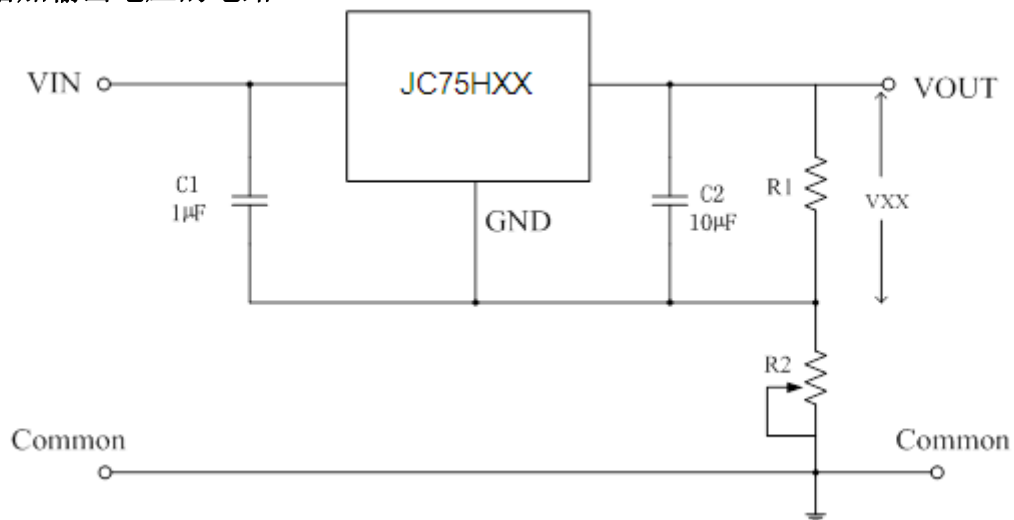 JC75HXX
VIN
VOUT
C1
1μF
GND
C2
10μF
R1
VXX
R2
Common
Common